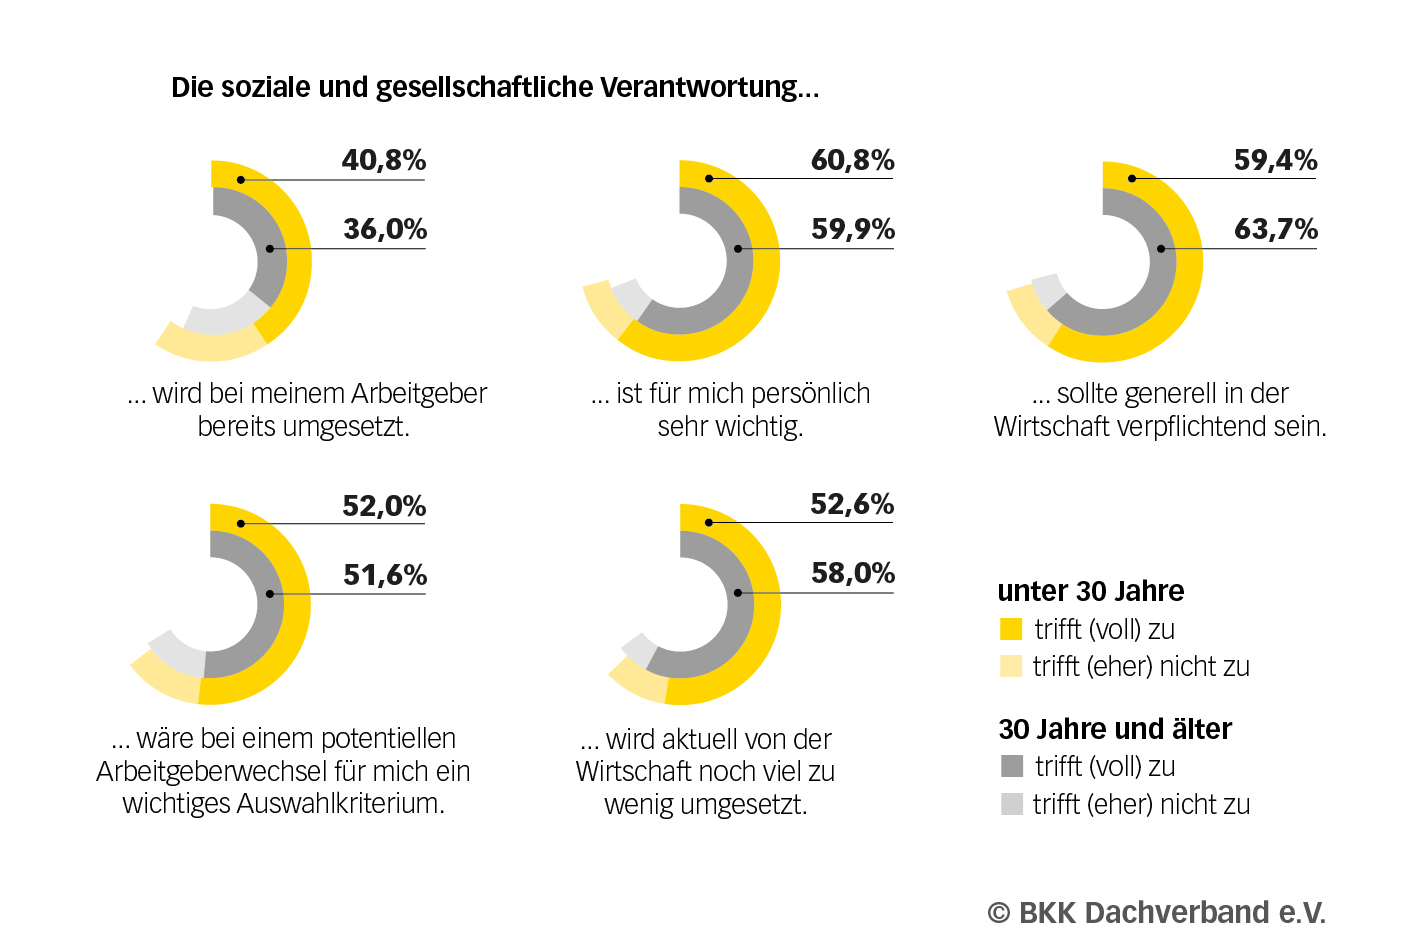 Die soziale und gesellschaftliche Verantwortung...
40,8%
36,0%
... wird bei meinem Arbeitgeber
bereits umgesetzt.
60,8%
59,9%
... ist für mich persönlich
sehr wichtig.
59,4%
63,7%
... sollte generell in der
Wirtschaft verpflichtend sein.
52,0%
51,6%
... wäre bei einem potentiellen
Arbeitgeberwechsel für mich ein
wichtiges Auswahlkriterium.
52,6%
58,0%
... wird aktuell von der
Wirtschaft noch viel zu
wenig umgesetzt.
unter 30 Jahre
trifft (voll) zu
trifft (eher) nicht zu
30 Jahre und älter
trifft (voll) zu
trifft (eher) nicht zu
© BKK Dachverband e.V.